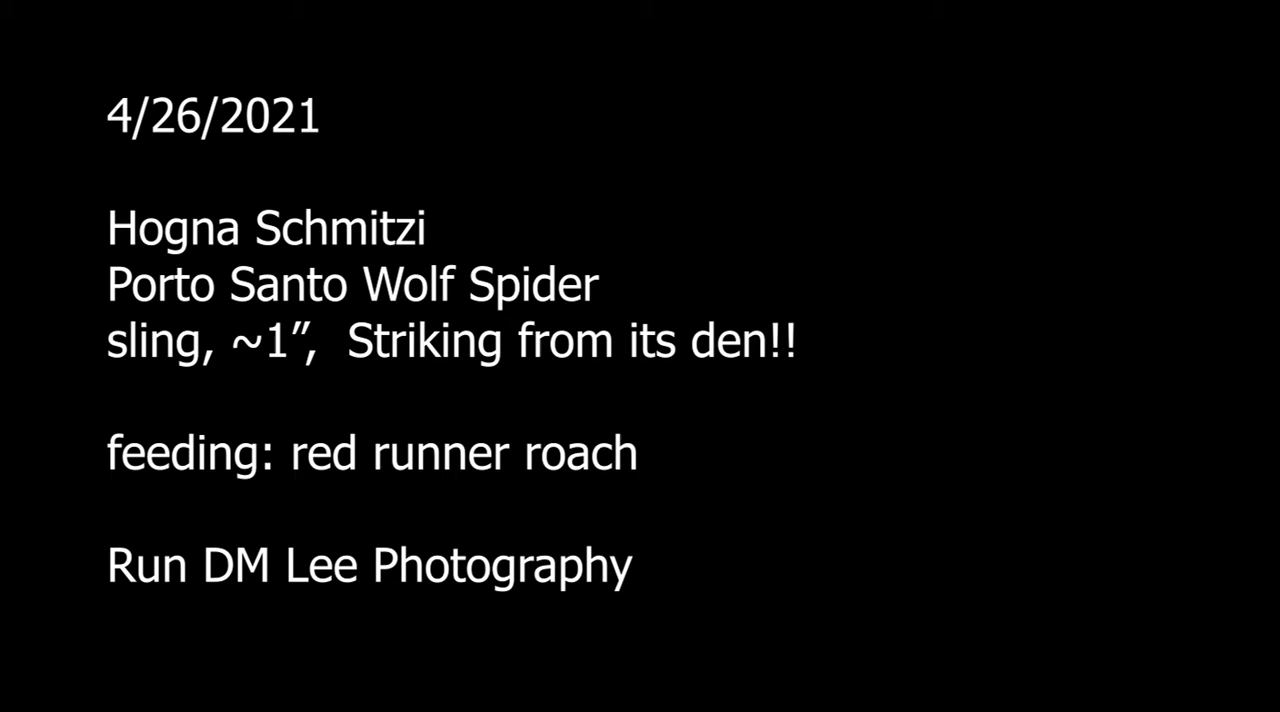 4/26/2021
Hogna Schmitzi
Porto Santo Wolf Spider
sling, ~1”,  Striking from its den!!
feeding: red runner roach
Run DM Lee Photography